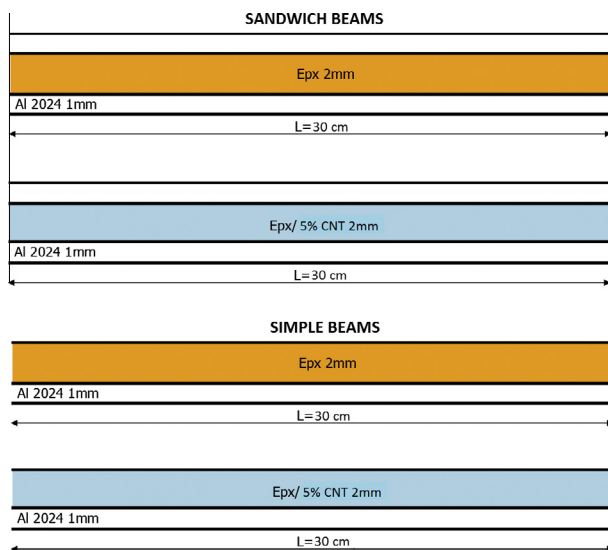 SANDWICH BEAMS
Epx 2mm
Al 2024 1mm
L=30 cm
Epx/ 5% CNT 2mm
Al 2024 1mm
L=30 cm
SIMPLE BEAMS
Epx 2mm
Al 2024 1mm
L=30 cm
Epx/ 5% CNT 2mm
Al 2024 1mm
L=30 cm